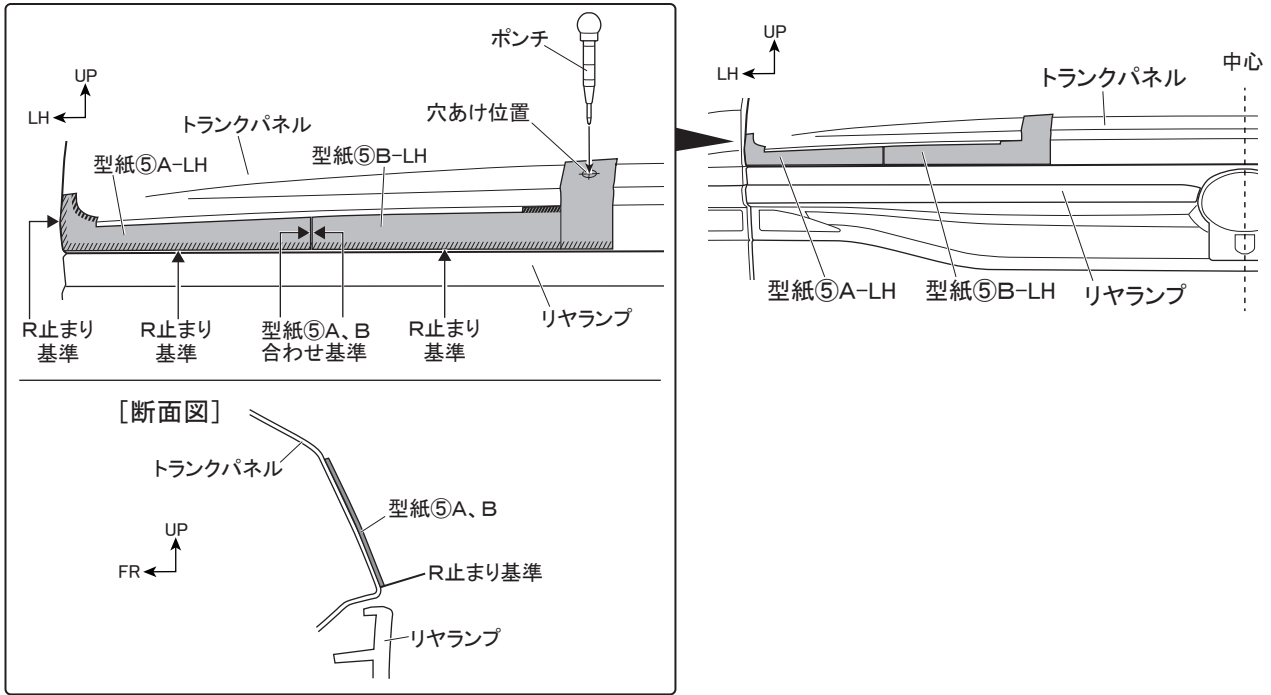 ポンチ
UP
LH
トランクパネル
穴あけ位置
型紙⑤A-LH
型紙⑤B-LH
R止まり
基準
R止まり
基準
型紙⑤A、B
合わせ基準
R止まり
基準
リヤランプ
[断面図]
トランクパネル
型紙⑤A、B
UP
FR
R止まり基準
リヤランプ
UP
LH
トランクパネル
中心
型紙⑤A-LH
型紙⑤B-LH
リヤランプ